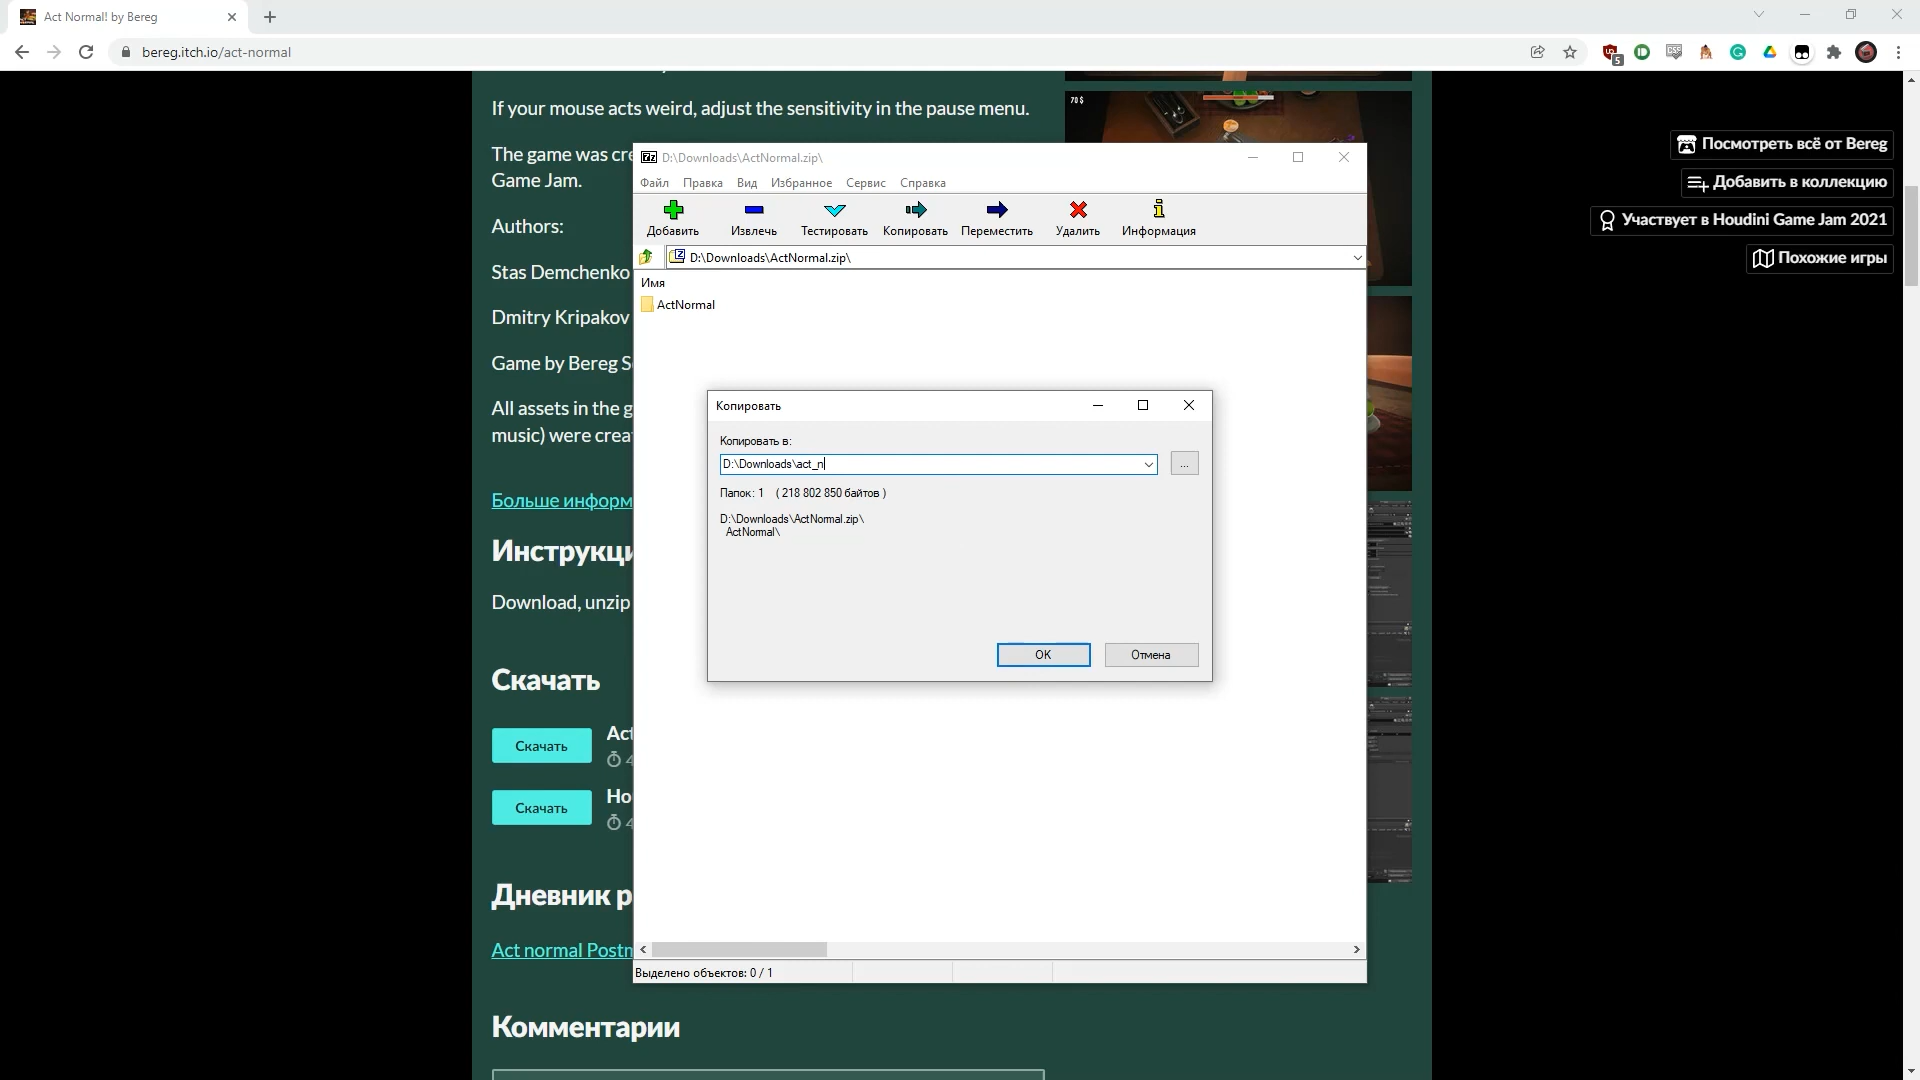 Act Normal! by Bereg
bereg.itch.io/act-normal
5
If your mouse acts weird, adjust the sensitivity in the pause menu.
The game was cre
Game Jam.
Authors:
Stas Demchenko
Dmitry Kripakov
Game by Bereg S
All assets in the g
music) were crea
Больше информ
Инструкци
Download, unzip
Скачать
Скачать
Act
Скачать
Ho
Дневник р
Act normal Postm
Комментарии
70 $
Посмотреть всё от Bereg
Добавить в коллекцию
Участвует в Houdini Game Jam 2021
Похожие игры
D:\Downloads\ActNormal.zip\
Файл Правка Вид Избранное Сервис Справка
Добавить Извлечь Тестировать Копировать Переместить Удалить Информация
D:\Downloads\ActNormal.zip\
Имя
ActNormal
Копировать
Копировать в:
D:\Downloads\act_n
...
Папок: 1 ( 218 802 850 байтов )
D:\Downloads\ActNormal.zip\
ActNormal\
OK Отмена
Выделено объектов: 0 / 1